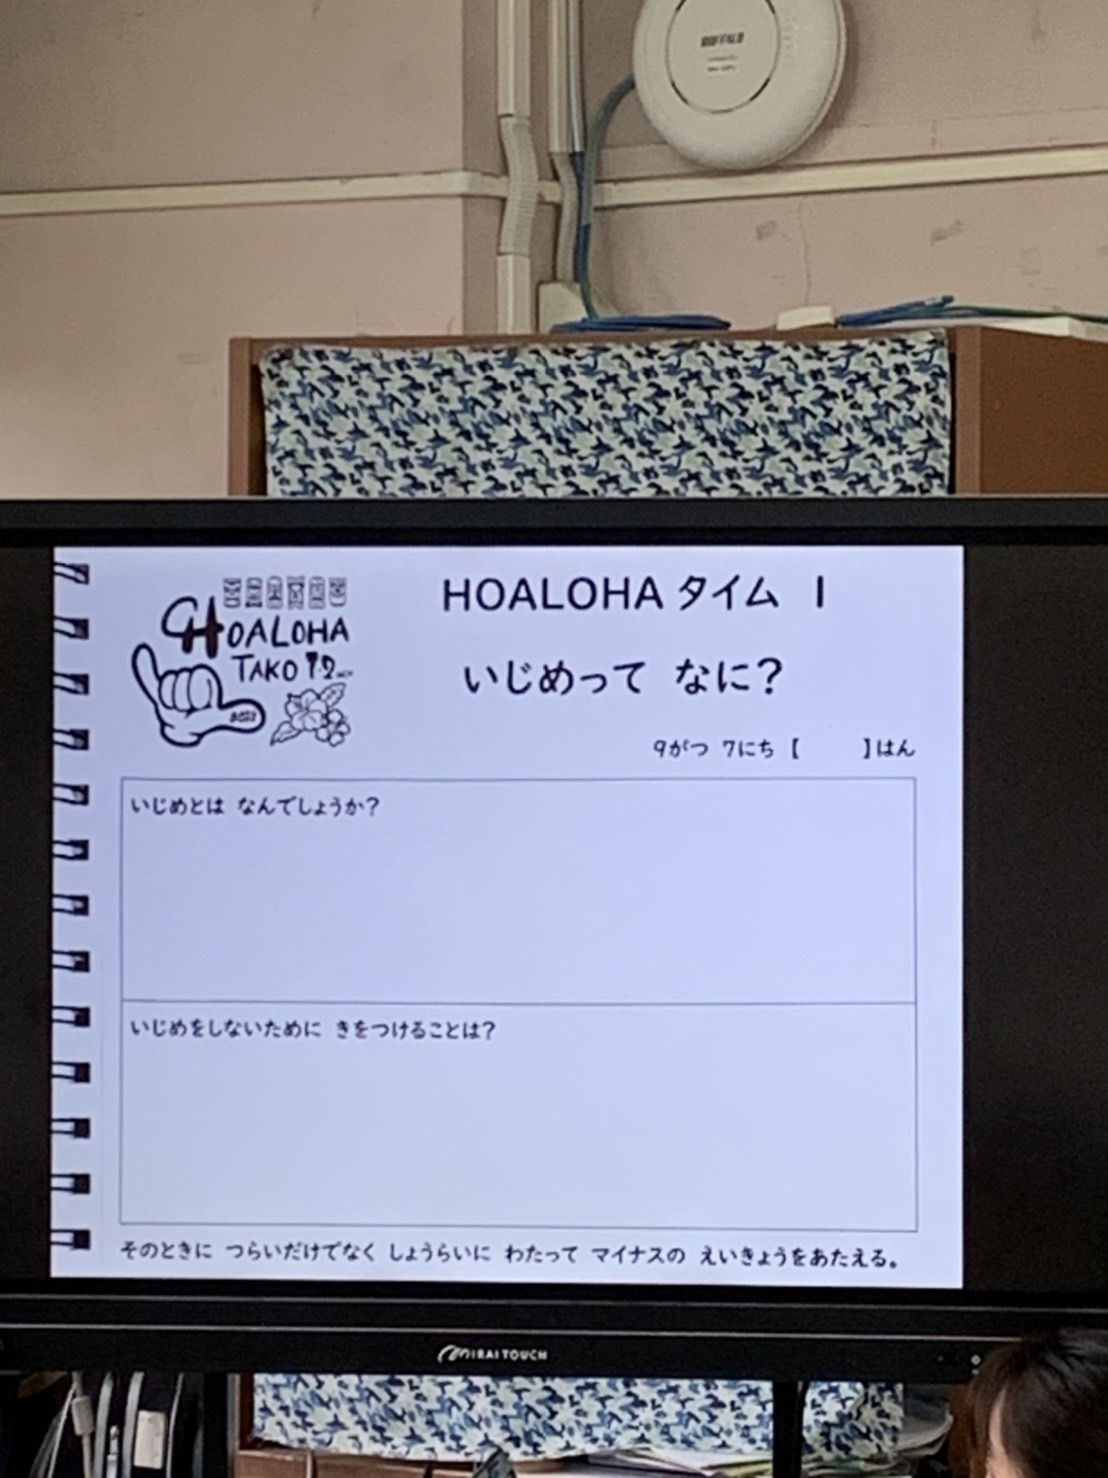 BUFFALO
HOALOHA タイム 1
HOALOHA
TAKO 1.2
いじめって なに？
9がつ 7にち 【 】はん
いじめとは なんでしょうか？
いじめをしないために きをつけることは？
そのときに つらいだけでなく しょうらいに わたって マイナスの えいきょうをあたえる。
MIRAI TOUCH